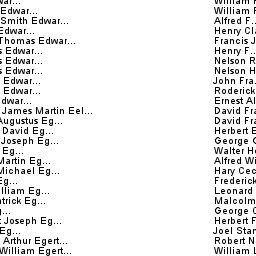 war... William
Edwar... William F
Smith Edwar... Alfred F..
Edwar... Henry Cl
Thomas Edwar... Francis J
s Edwar... Henry F..
s Edwar... Nelson R
s Edwar... Nelson H
Edwar... John Fra
Edwar... Roderick
dwar... Ernest Al
James Martin Eel... David Fra
Augustus Eg... David Fra
David Eg... Herbert E
Joseph Eg... George
Eg... Walter H
Martin Eg... Alfred Wi
Michael Eg... Hary Cec
Eg... Frederick
lliam Eg... Leonard
trick Eg... Malcolm
... George
t Joseph Eg... Herbert F
Eg... Joel Stan
Arthur Egert... Robert N
William Egert... William L